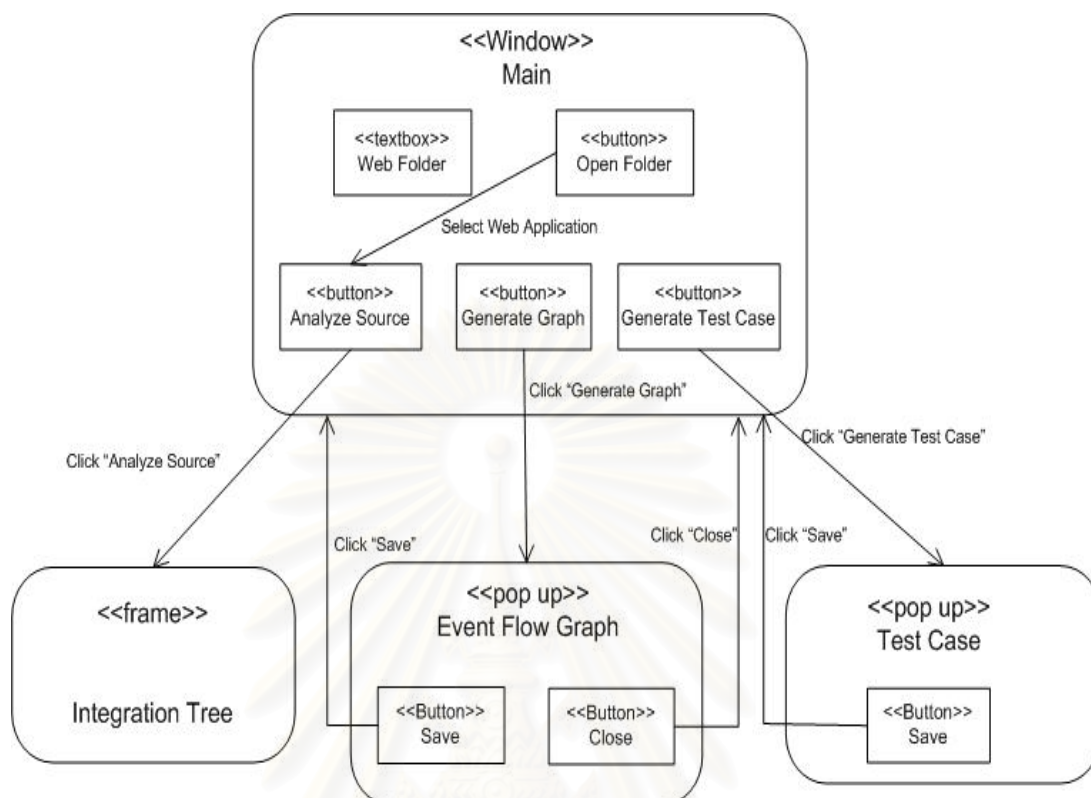 <<Window>>
Main
<<textbox>>
Web Folder
<<button>>
Open Folder
Select Web Application
<<button>>
Analyze Source
<<button>>
Generate Graph
<<button>>
Generate Test Case
Click “Generate Graph”
Click “Analyze Source”
Click “Generate Test Case”
Click “Save”
Click “Close”
Click “Save”
<<frame>>
Integration Tree
<<pop up>>
Event Flow Graph
<<Button>>
Save
<<Button>>
Close
<<pop up>>
Test Case
<<Button>>
Save